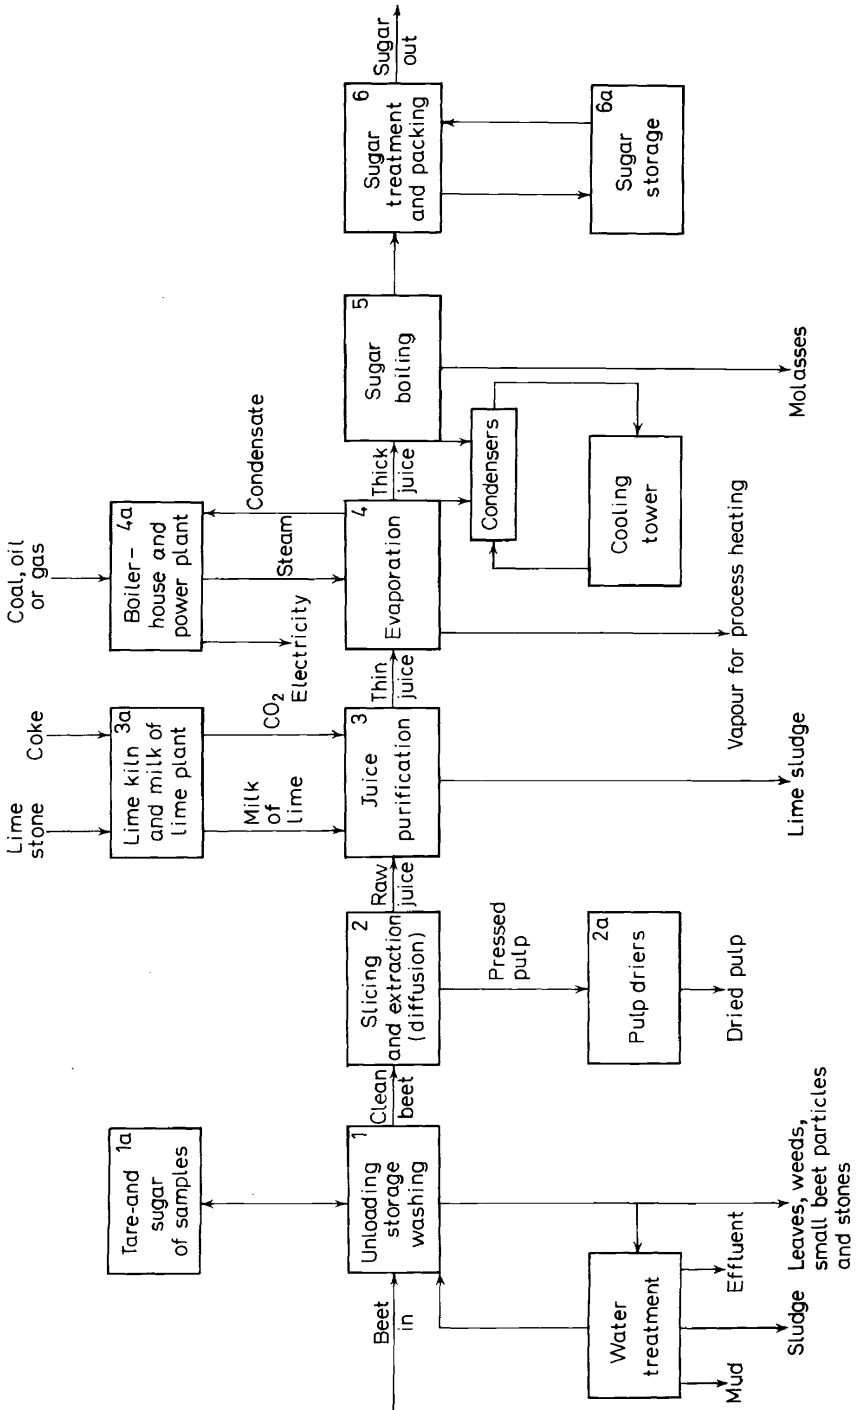 Beet
in
Tare-and
sugar
of samples
1a
Unloading
storage
washing
1
Water
treatment
Mud
Sludge
Effluent
Leaves, weeds,
small beet particles
and stones
Clean
beet
Slicing
and extraction
(diffusion)
2
Pressed
pulp
Pulp driers
2a
Dried pulp
Raw
juice
Lime
stone
Coke
Lime kiln
and milk of
lime plant
3a
Milk
of
lime
CO2
Juice
purification
3
Lime sludge
Thin
juice
Coal, oil
or gas
Boiler-
house and
power plant
4a
Electricity
Steam
Condensate
Evaporation
4
Vapour for process heating
Thick
juice
Condensers
Cooling
tower
Sugar
boiling
5
Molasses
Sugar
treatment
and packing
6
Sugar
storage
6a
Sugar
out